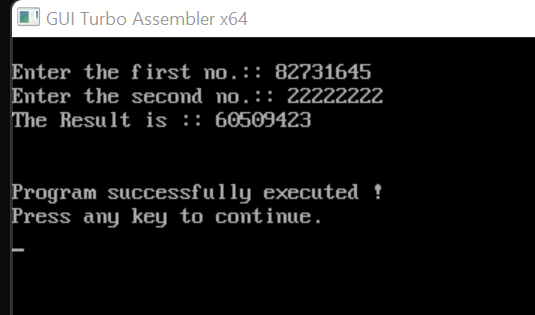 GUI Turbo Assembler x64
Enter the first no.:: 82731645
Enter the second no.:: 22222222
The Result is :: 60509423
Program successfully executed !
Press any key to continue.
_